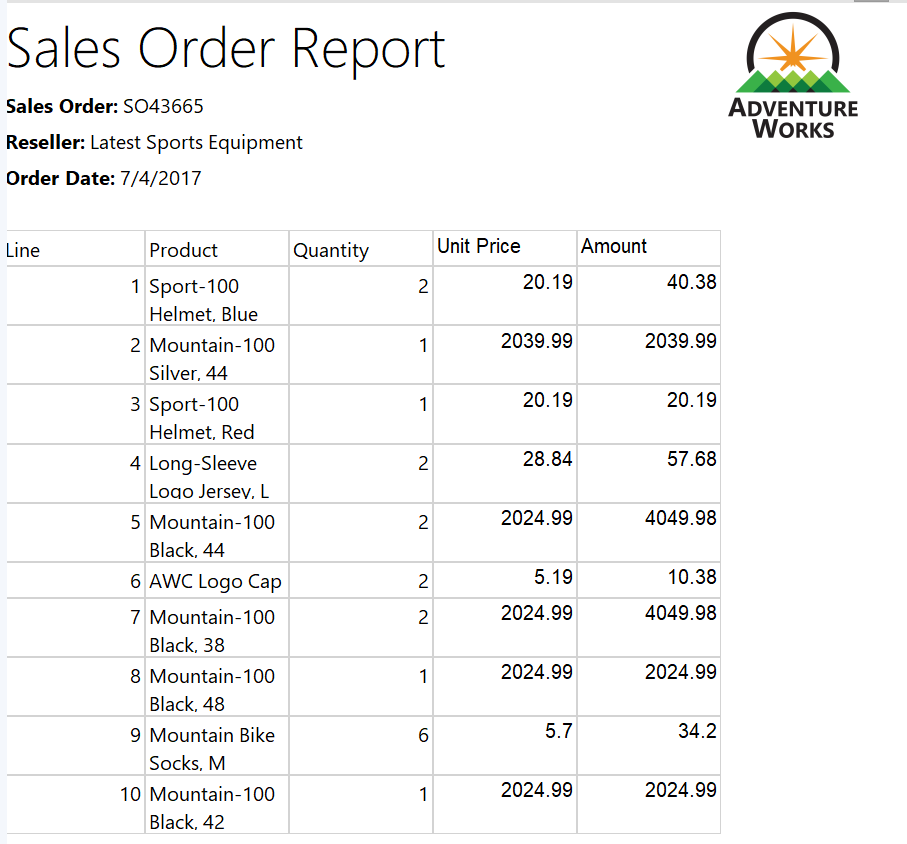 Sales Order Report
ADVENTURE
WORKS
Sales Order: SO43665
Reseller: Latest Sports Equipment
Order Date: 7/4/2017
Line Product Quantity Unit Price Amount
1 Sport-100 2 20.19 40.38
Helmet, Blue
2 Mountain-100 1 2039.99 2039.99
Silver, 44
3 Sport-100 1 20.19 20.19
Helmet, Red
4 Long-Sleeve 2 28.84 57.68
Logo Jersey, L
5 Mountain-100 2 2024.99 4049.98
Black, 44
6 AWC Logo Cap 2 5.19 10.38
7 Mountain-100 2 2024.99 4049.98
Black, 38
8 Mountain-100 1 2024.99 2024.99
Black, 48
9 Mountain Bike 6 5.7 34.2
Socks, M
10 Mountain-100 1 2024.99 2024.99
Black, 42